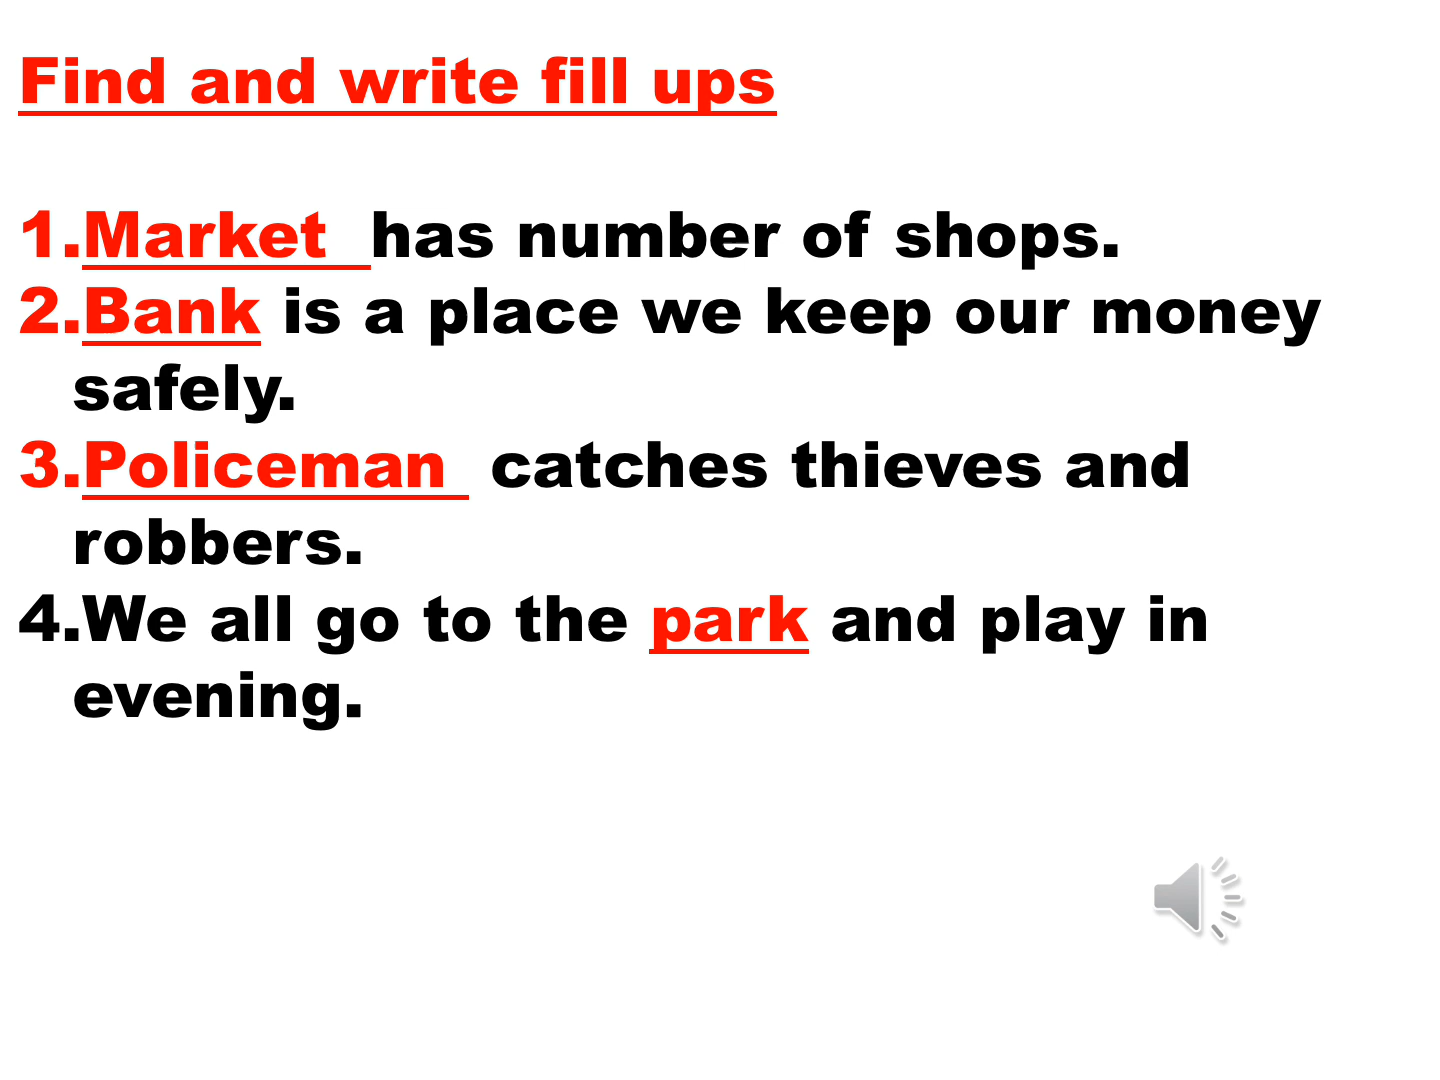 Find and write fill ups
1.Market has number of shops.
2.Bank is a place we keep our money
safely.
3.Policeman catches thieves and
robbers.
4.We all go to the park and play in
evening.